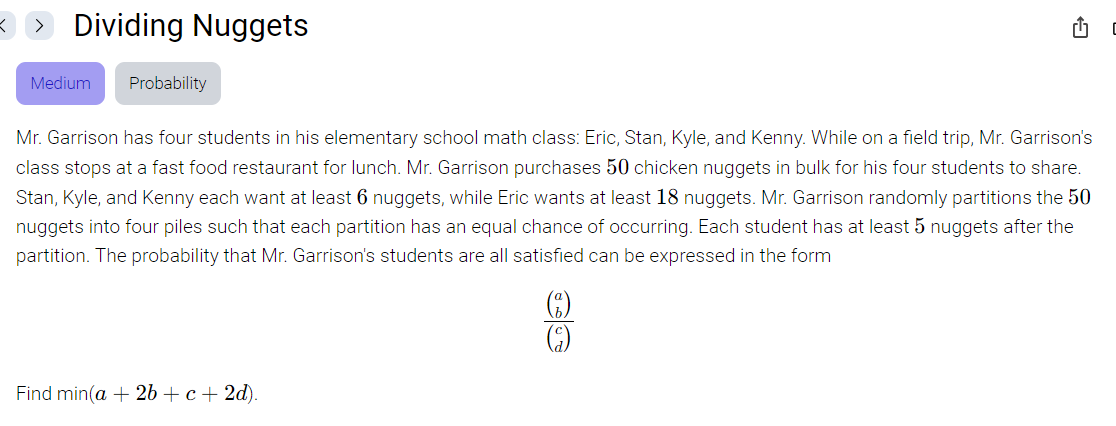 Dividing Nuggets
Medium
Probability
Mr. Garrison has four students in his elementary school math class: Eric, Stan, Kyle, and Kenny. While on a field trip, Mr. Garrison's
class stops at a fast food restaurant for lunch. Mr. Garrison purchases 50 chicken nuggets in bulk for his four students to share.
Stan, Kyle, and Kenny each want at least 6 nuggets, while Eric wants at least 18 nuggets. Mr. Garrison randomly partitions the 50
nuggets into four piles such that each partition has an equal chance of occurring. Each student has at least 5 nuggets after the
partition. The probability that Mr. Garrison's students are all satisfied can be expressed in the form
(a
b)
(c
d)
Find min(a + 2b + c + 2d).